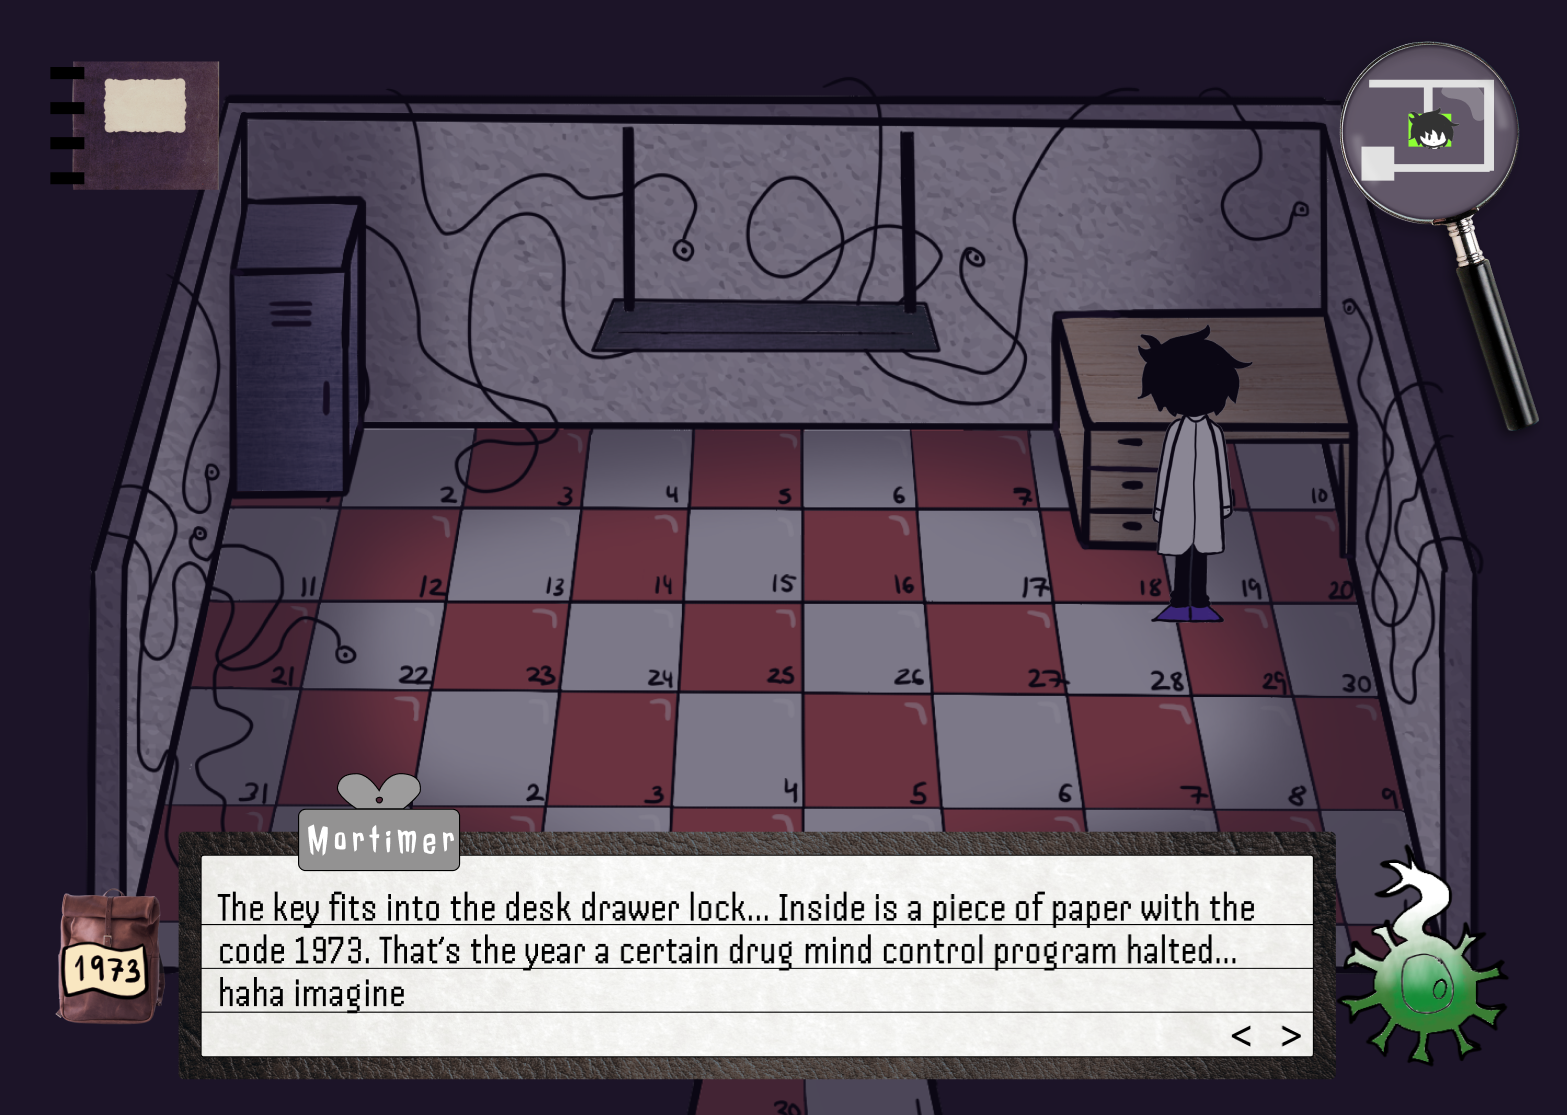 2 3 4 5 6 7 10
11 12 13 14 15 16 17 18 19 20
21 22 23 24 25 26 27 28 29 30
31 2 3 4 5 6 7 8 9
Mortimer
The key fits into the desk drawer lock... Inside is a piece of paper with the
code 1973. That's the year a certain drug mind control program halted...
haha imagine
1973
< >
30 1